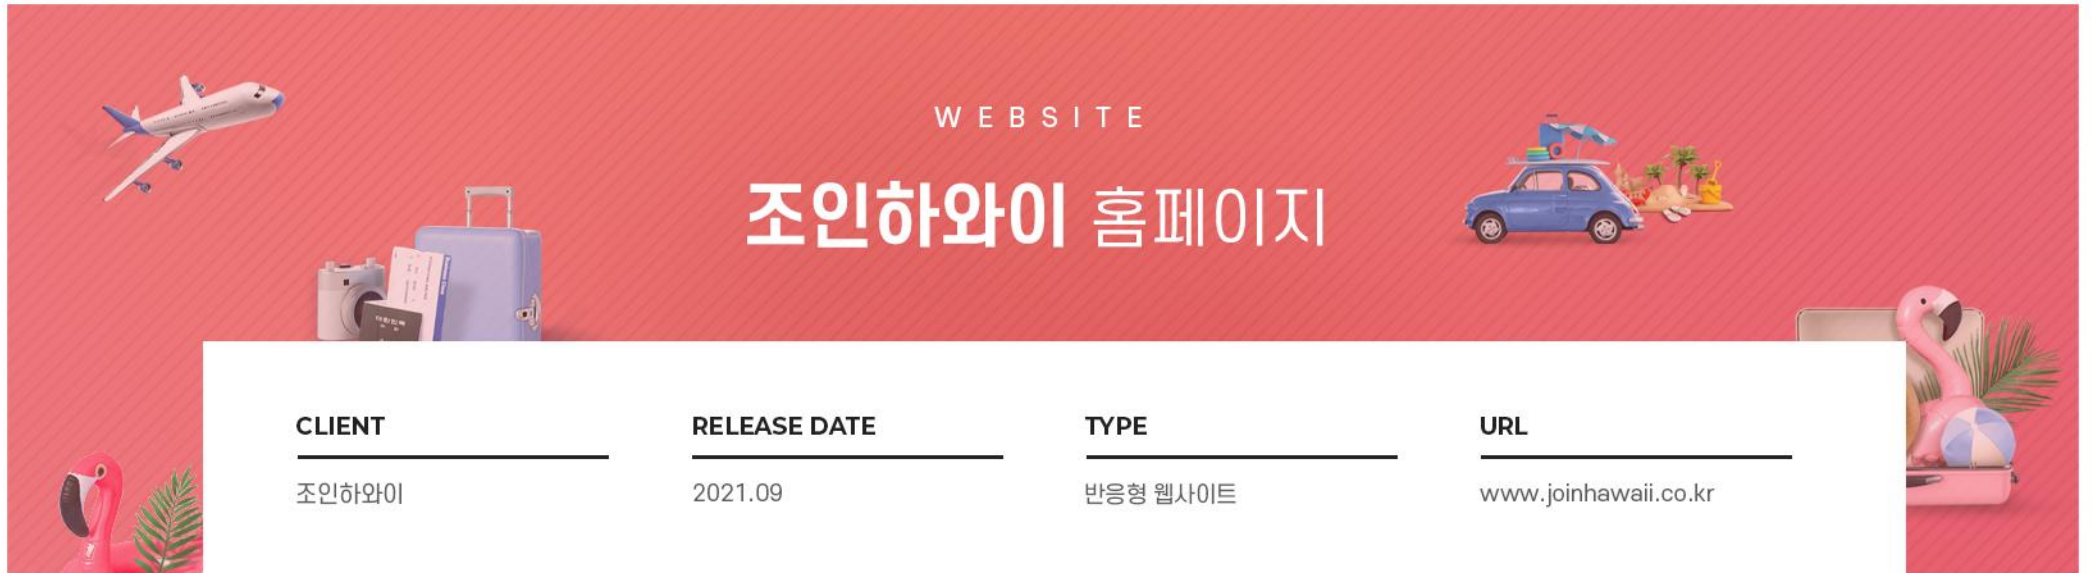 WEBSITE
조인하와이 홈페이지
CLIENT
조인하와이
RELEASE DATE
2021.09
TYPE
반응형 웹사이트
URL
www.joinhawaii.co.kr